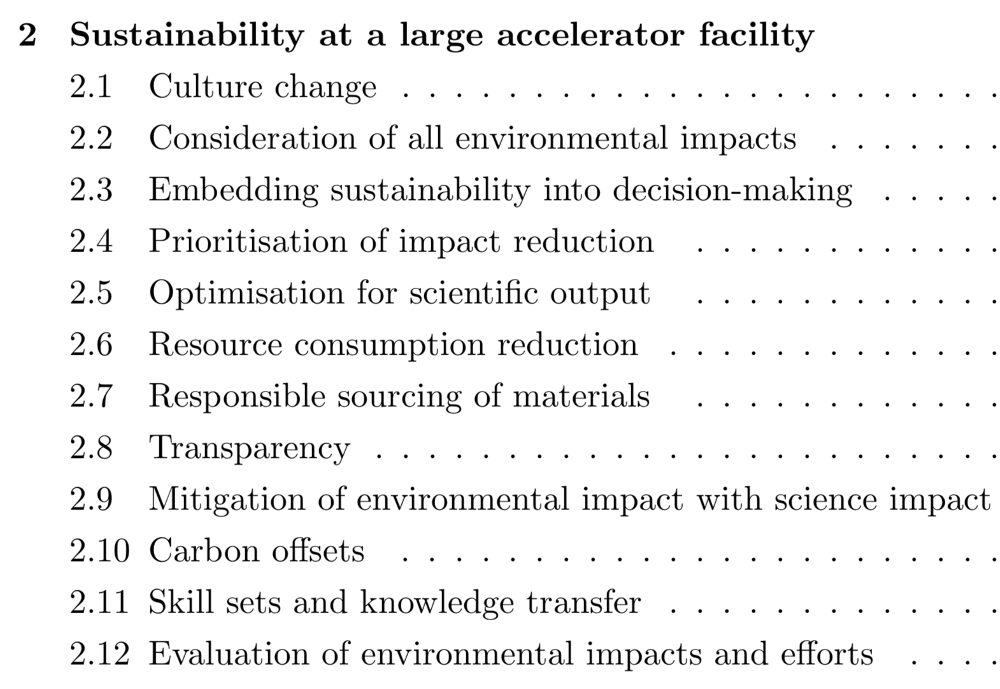 2 Sustainability at a large accelerator facility
2.1 Culture change . . . . . . . . . . . . . . . . . . . . . . .
2.2 Consideration of all environmental impacts . . . . . . .
2.3 Embedding sustainability into decision-making . . . . .
2.4 Prioritisation of impact reduction . . . . . . . . . . . .
2.5 Optimisation for scientific output . . . . . . . . . . . .
2.6 Resource consumption reduction . . . . . . . . . . . . .
2.7 Responsible sourcing of materials . . . . . . . . . . . .
2.8 Transparency . . . . . . . . . . . . . . . . . . . . . . . .
2.9 Mitigation of environmental impact with science impact
2.10 Carbon offsets . . . . . . . . . . . . . . . . . . . . . . .
2.11 Skill sets and knowledge transfer . . . . . . . . . . . . .
2.12 Evaluation of environmental impacts and efforts . . . .